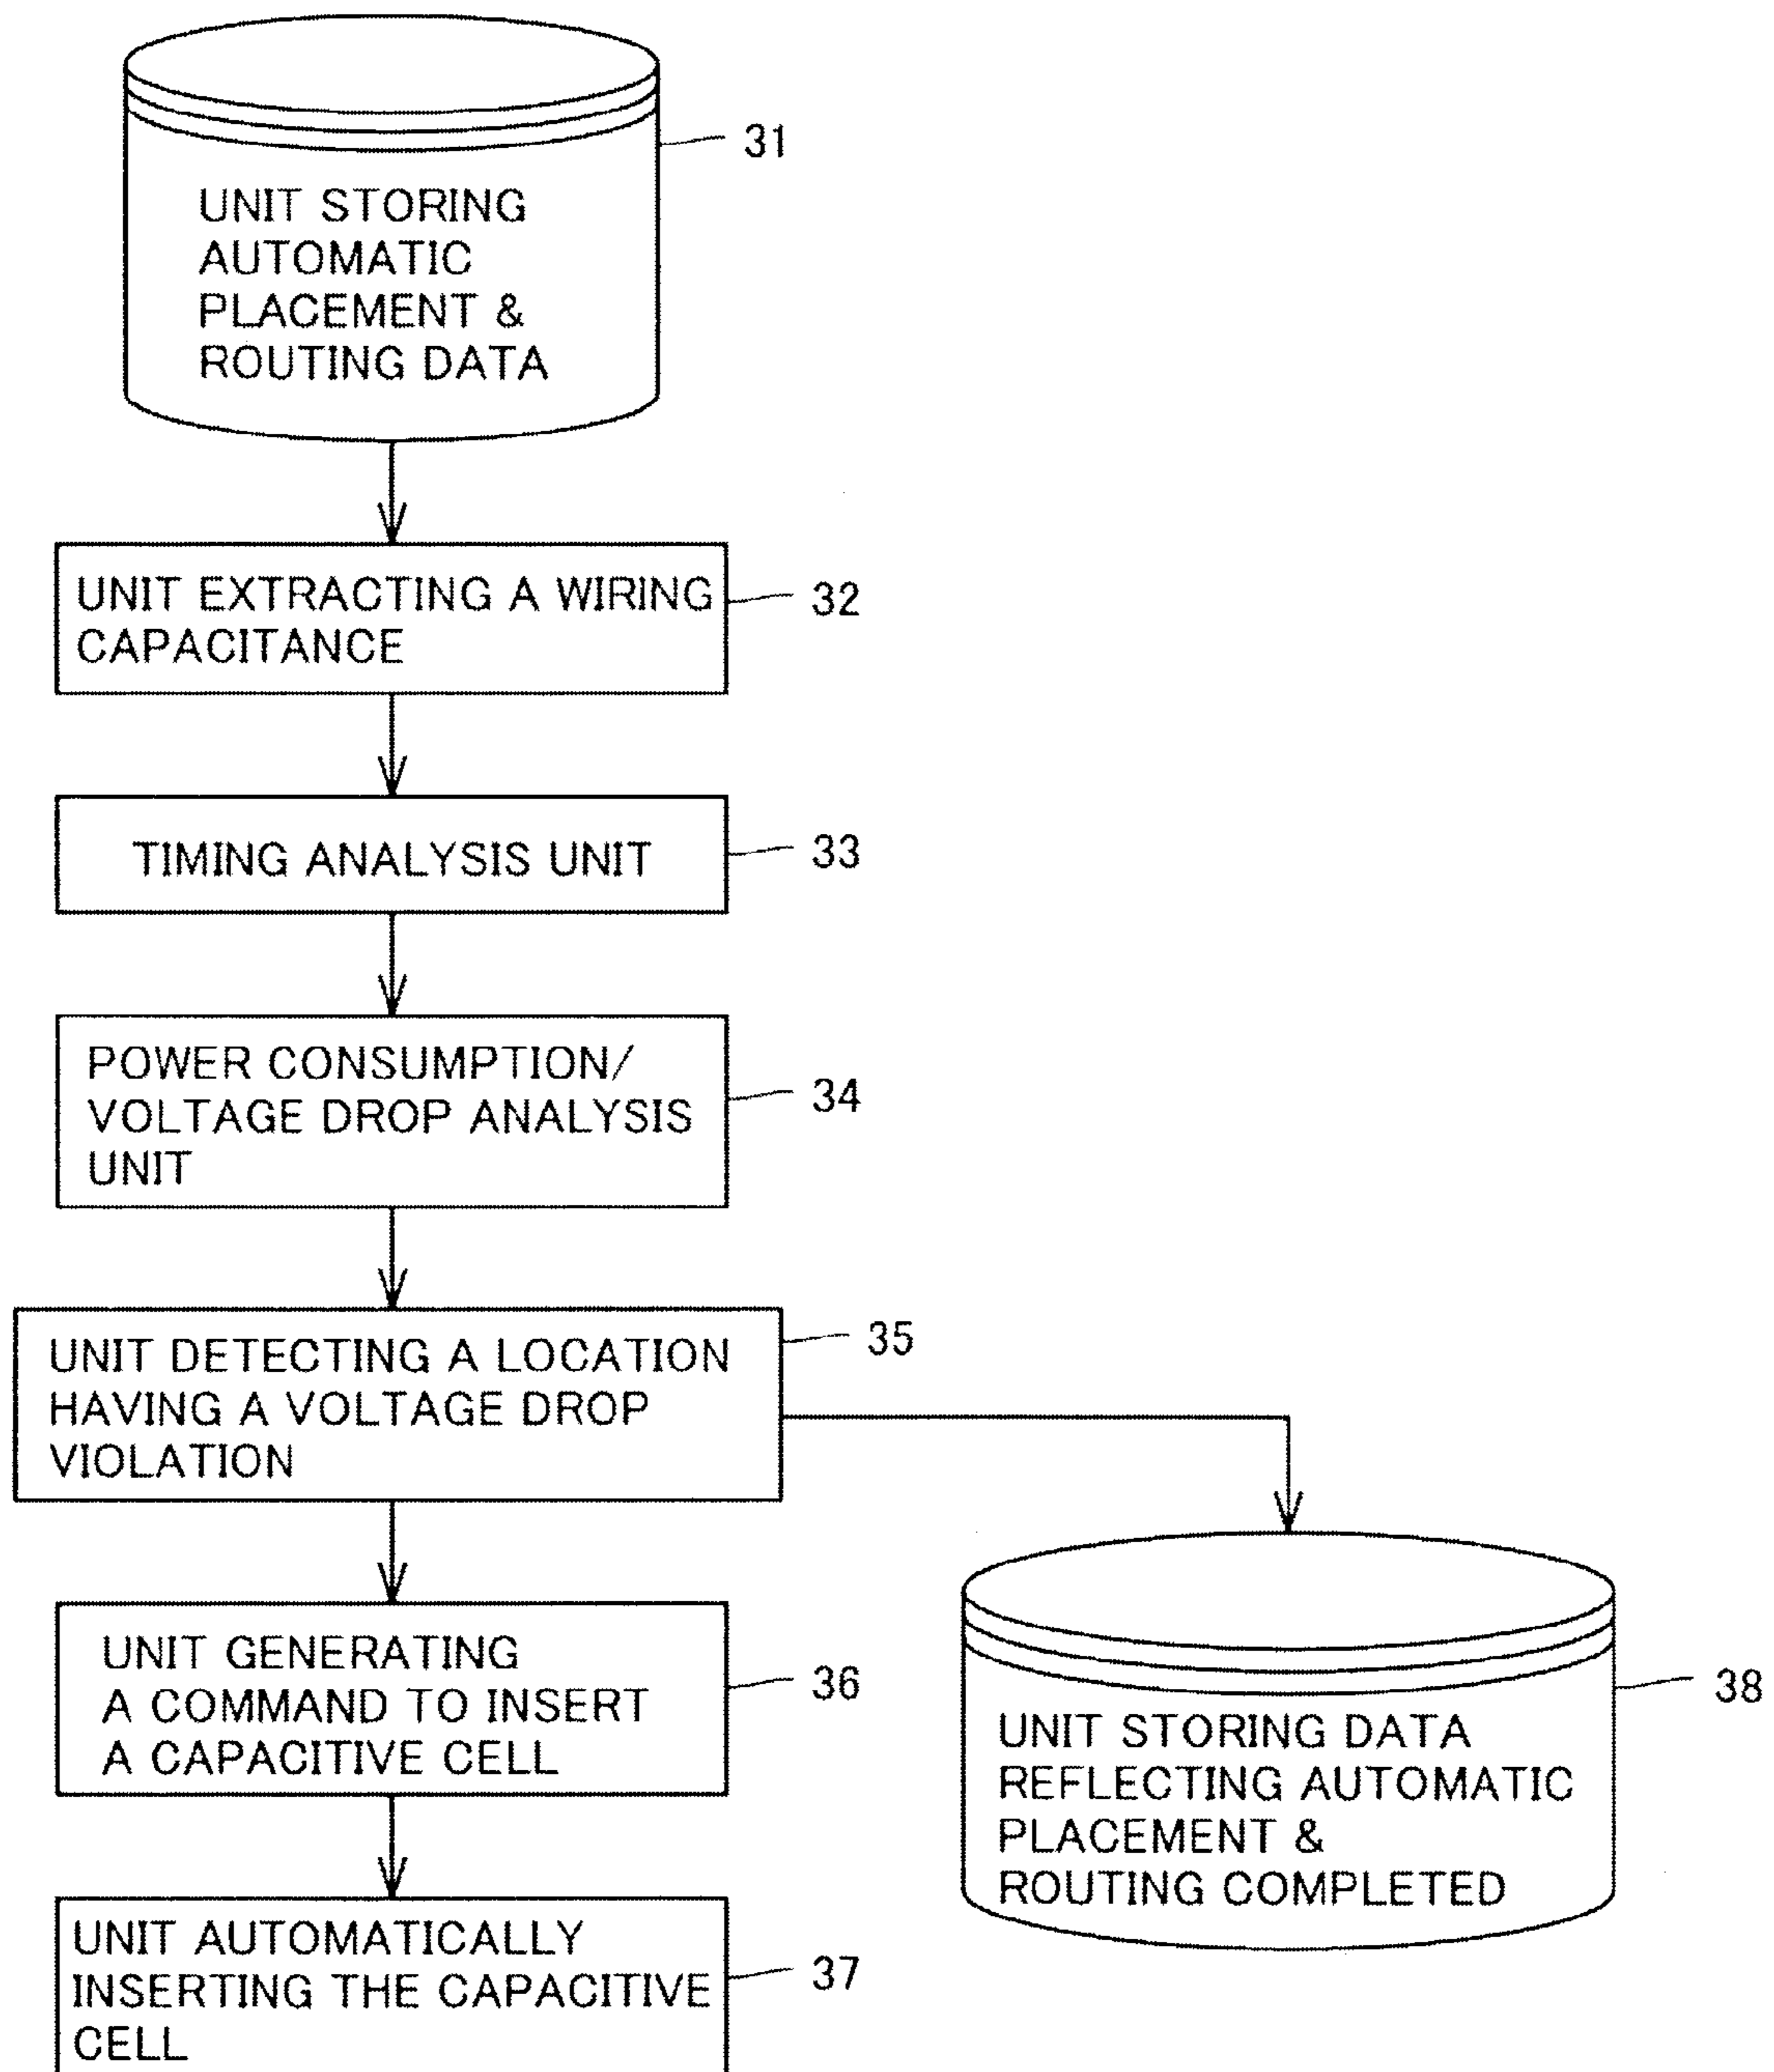 UNIT STORING
AUTOMATIC
PLACEMENT &
ROUTING DATA
31
UNIT EXTRACTING A WIRING
CAPACITANCE
32
TIMING ANALYSIS UNIT
33
POWER CONSUMPTION/
VOLTAGE DROP ANALYSIS
UNIT
34
UNIT DETECTING A LOCATION
HAVING A VOLTAGE DROP
VIOLATION
35
UNIT GENERATING
A COMMAND TO INSERT
A CAPACITIVE CELL
36
UNIT STORING DATA
REFLECTING AUTOMATIC
PLACEMENT &
ROUTING COMPLETED
38
UNIT AUTOMATICALLY
INSERTING THE CAPACITIVE
CELL
37